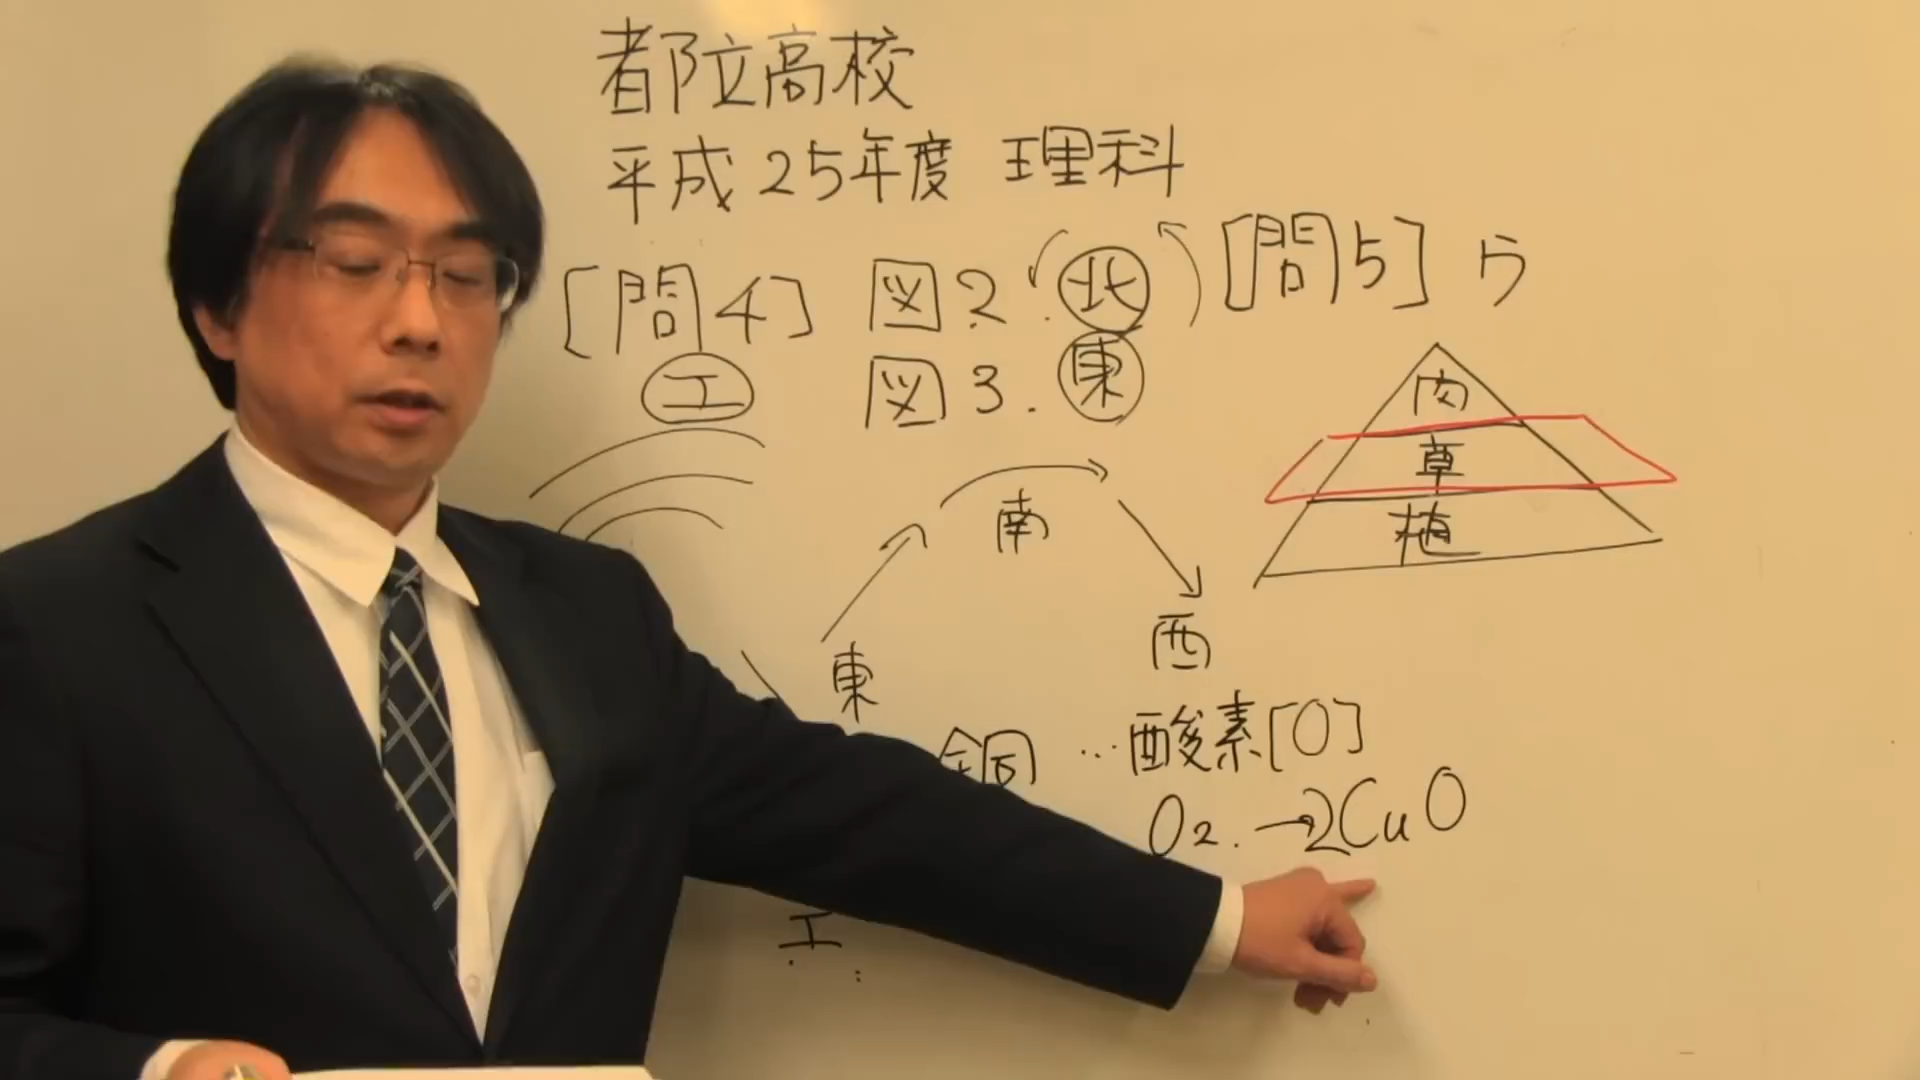 都立高校
平成25年度 理科
[問4] 図2. 北
エ 図3. 東
[問5] ウ
肉
草
植
南
東
西
銅 …酸素[O]
O2. →2CuO
エ